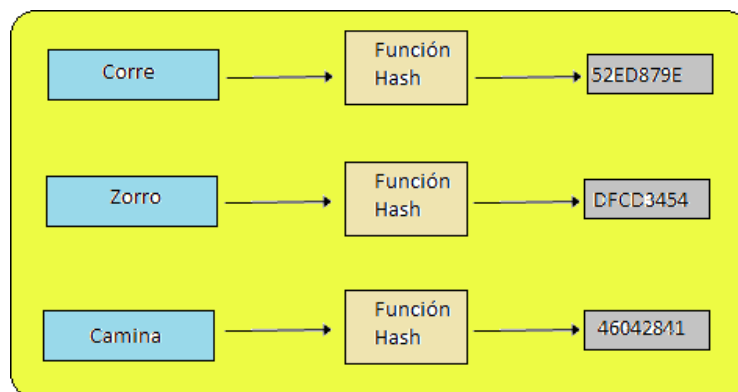 Corre
Función
Hash
52ED879E
Zorro
Función
Hash
DFCD3454
Camina
Función
Hash
46042841